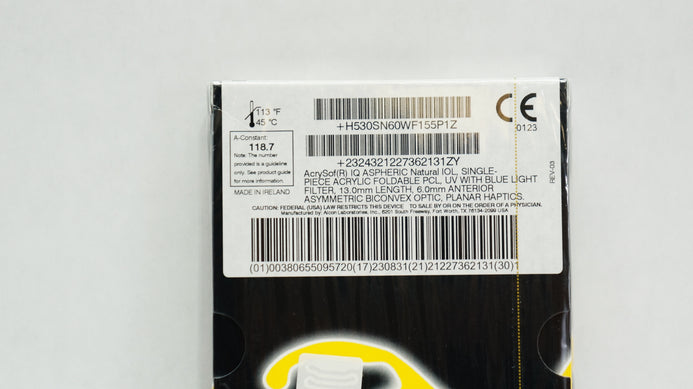 113 °F
45 °C
+H530SN60WF155P1Z
CE
0123
A-Constant:
118.7
Note: The number
provided is a guideline
only. See product guide
for more information.
MADE IN IRELAND
+2324321227362131ZY
AcrySof(R) IQ ASPHERIC Natural IOL, SINGLE-
PIECE ACRYLIC FOLDABLE PCL, UV WITH BLUE LIGHT
FILTER, 13.0mm LENGTH, 6.0mm ANTERIOR
ASYMMETRIC BICONVEX OPTIC, PLANAR HAPTICS.
REV-03
CAUTION: FEDERAL (USA) LAW RESTRICTS THIS DEVICE TO SALE BY OR ON THE ORDER OF A PHYSICIAN.
Manufactured by: Alcon Laboratories, Inc., 6201 South Freeway, Fort Worth, TX 76134-2099 USA
(01)00380655095720(17)230831(21)21227362131(30)1